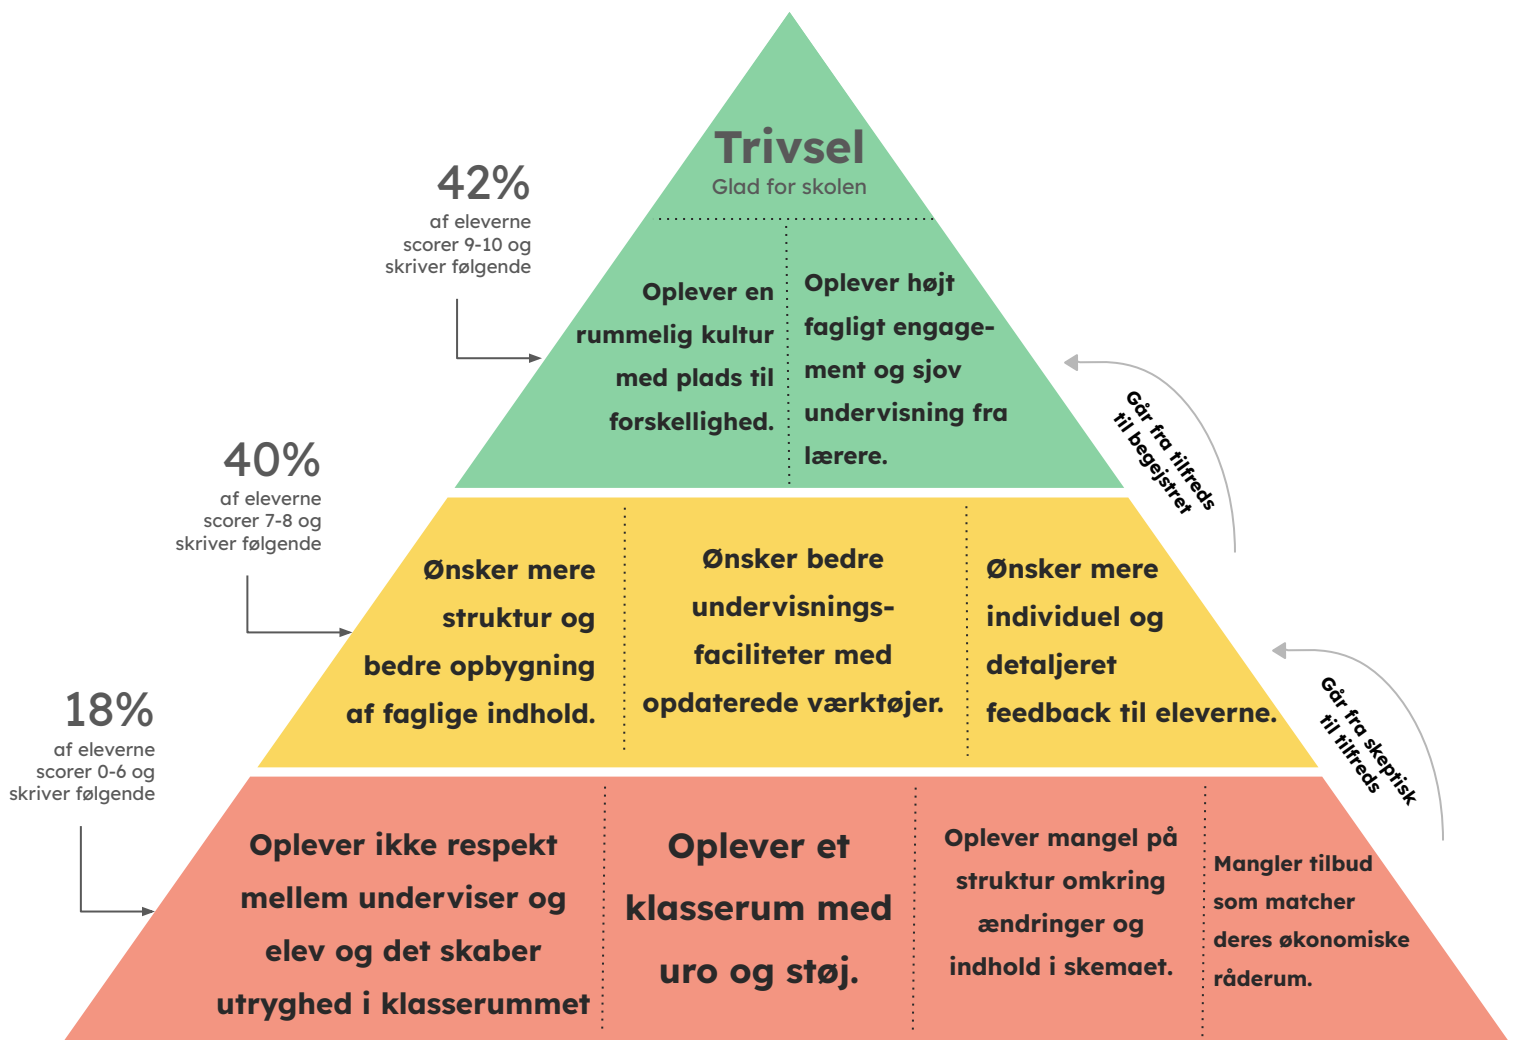 Trivsel
Glad for skolen
42%
af eleverne
scorer 9-10 og
skriver følgende
Oplever en
rummelig kultur
med plads til
forskellighed.
Oplever højt
fagligt engage-
ment og sjov
undervisning fra
lærere.
Går fra tilfreds
til begejstret
40%
af eleverne
scorer 7-8 og
skriver følgende
Ønsker mere
struktur og
bedre opbygning
af faglige indhold.
Ønsker bedre
undervisnings-
faciliteter med
opdaterede værktøjer.
Ønsker mere
individuel og
detaljeret
feedback til eleverne.
Går fra skeptisk
til tilfreds
18%
af eleverne
scorer 0-6 og
skriver følgende
Oplever ikke respekt
mellem underviser og
elev og det skaber
utryghed i klasserummet
Oplever et
klasserum med
uro og støj.
Oplever mangel på
struktur omkring
ændringer og
indhold i skemaet.
Mangler tilbud
som matcher
deres økonomiske
råderum.